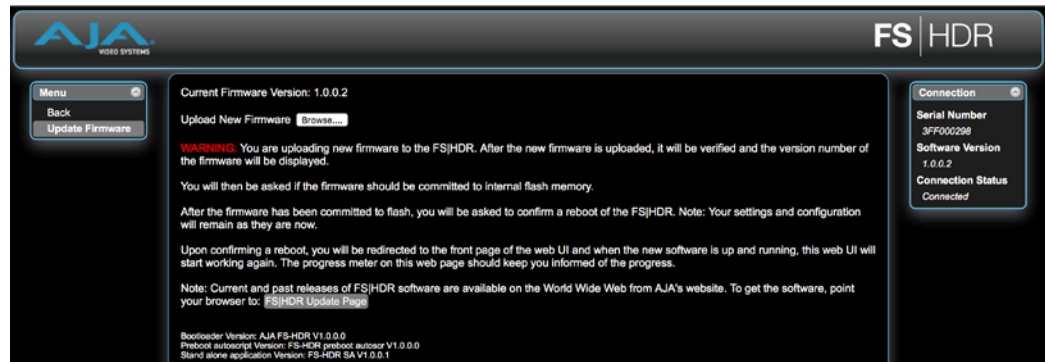 AJA
VIDEO SYSTEMS
FS|HDR
Menu
Back
Update Firmware
Current Firmware Version: 1.0.0.2
Upload New Firmware Browse....
WARNING: You are uploading new firmware to the FS|HDR. After the new firmware is uploaded, it will be verified and the version number of
the firmware will be displayed.
You will then be asked if the firmware should be committed to internal flash memory.
After the firmware has been committed to flash, you will be asked to confirm a reboot of the FS|HDR. Note: Your settings and configuration
will remain as they are now.
Upon confirming a reboot, you will be redirected to the front page of the web UI and when the new software is up and running, this web UI will
start working again. The progress meter on this web page should keep you informed of the progress.
Note: Current and past releases of FS|HDR software are available on the World Wide Web from AJA's website. To get the software, point
your browser to: FS|HDR Update Page
Bootloader Version: AJA FS-HDR V1.0.0.0
Preboot autoscript Version: FS-HDR preboot autoscr V1.0.0.0
Stand alone application Version: FS-HDR SA V1.0.0.1
Connection
Serial Number
3FF000298
Software Version
1.0.0.2
Connection Status
Connected